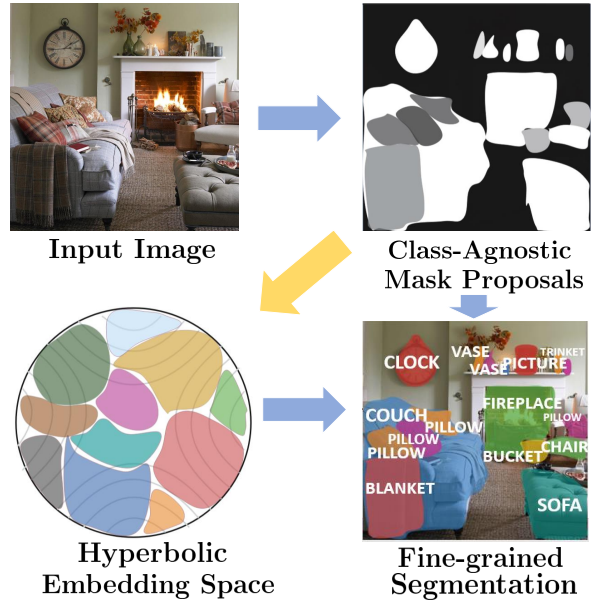 Input Image
Class-Agnostic
Mask Proposals
CLOCK
VASE
VASE
PICTURE
TRINKET
FIREPLACE
PILLOW
COUCH
PILLOW
PILLOW
PILLOW
BUCKET
CHAIR
BLANKET
SOFA
Hyperbolic
Embedding Space
Fine-grained
Segmentation